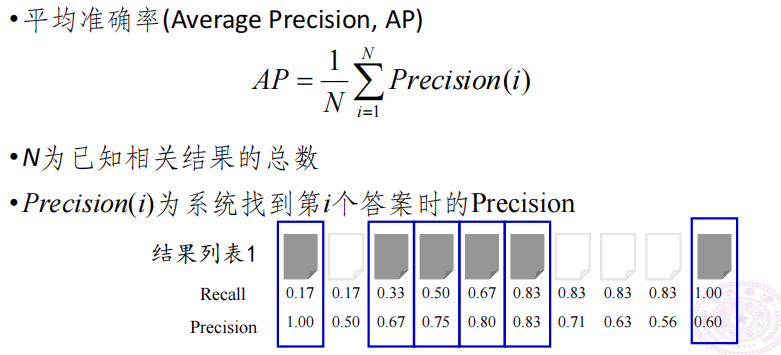 •平均准确率(Average Precision, AP)
AP = \frac{1}{N} \sum_{i=1}^{N} Precision(i)
•N为已知相关结果的总数
•Precision(i)为系统找到第i个答案时的Precision
结果列表1
Recall 0.17 0.17 0.33 0.50 0.67 0.83 0.83 0.83 0.83 1.00
Precision 1.00 0.50 0.67 0.75 0.80 0.83 0.71 0.63 0.56 0.60